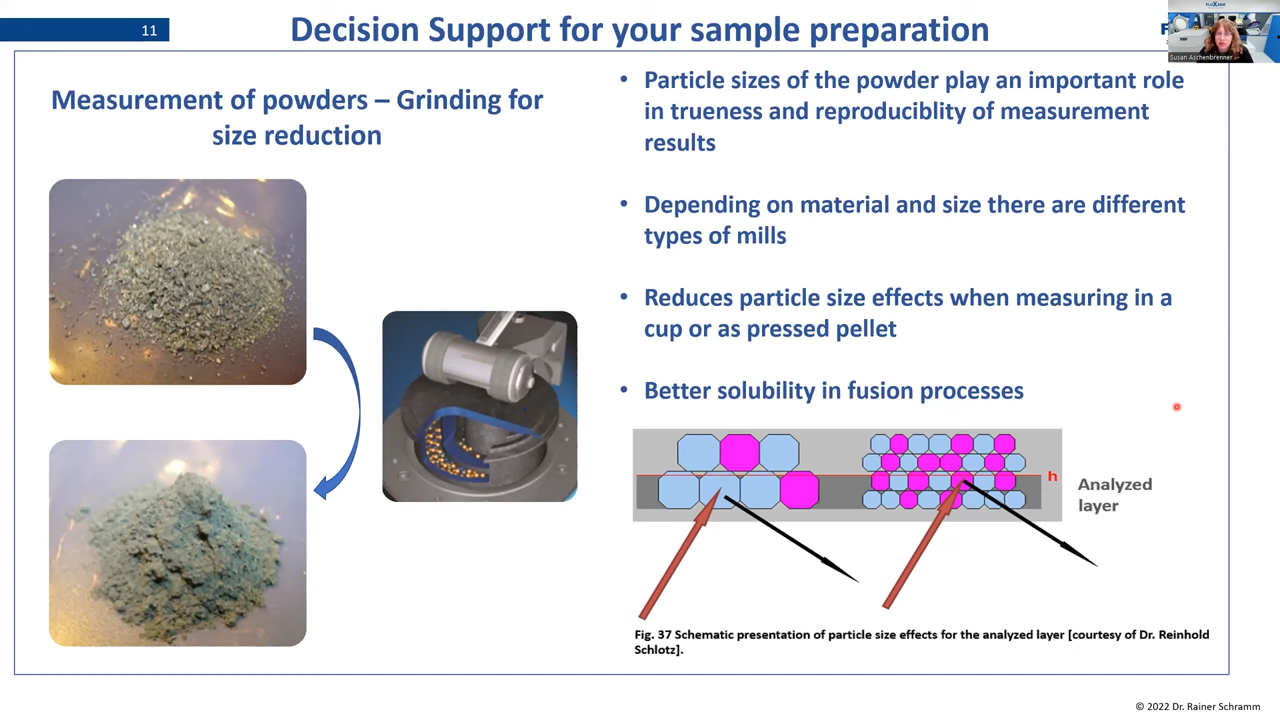 11
Decision Support for your sample preparation
FLUXANA
Susan Aschenbrenner
Measurement of powders – Grinding for
size reduction
• Particle sizes of the powder play an important role
in trueness and reproduciblity of measurement
results
• Depending on material and size there are different
types of mills
• Reduces particle size effects when measuring in a
cup or as pressed pellet
• Better solubility in fusion processes
h
Analyzed
layer
Fig. 37 Schematic presentation of particle size effects for the analyzed layer [courtesy of Dr. Reinhold
Schlotz].
© 2022 Dr. Rainer Schramm